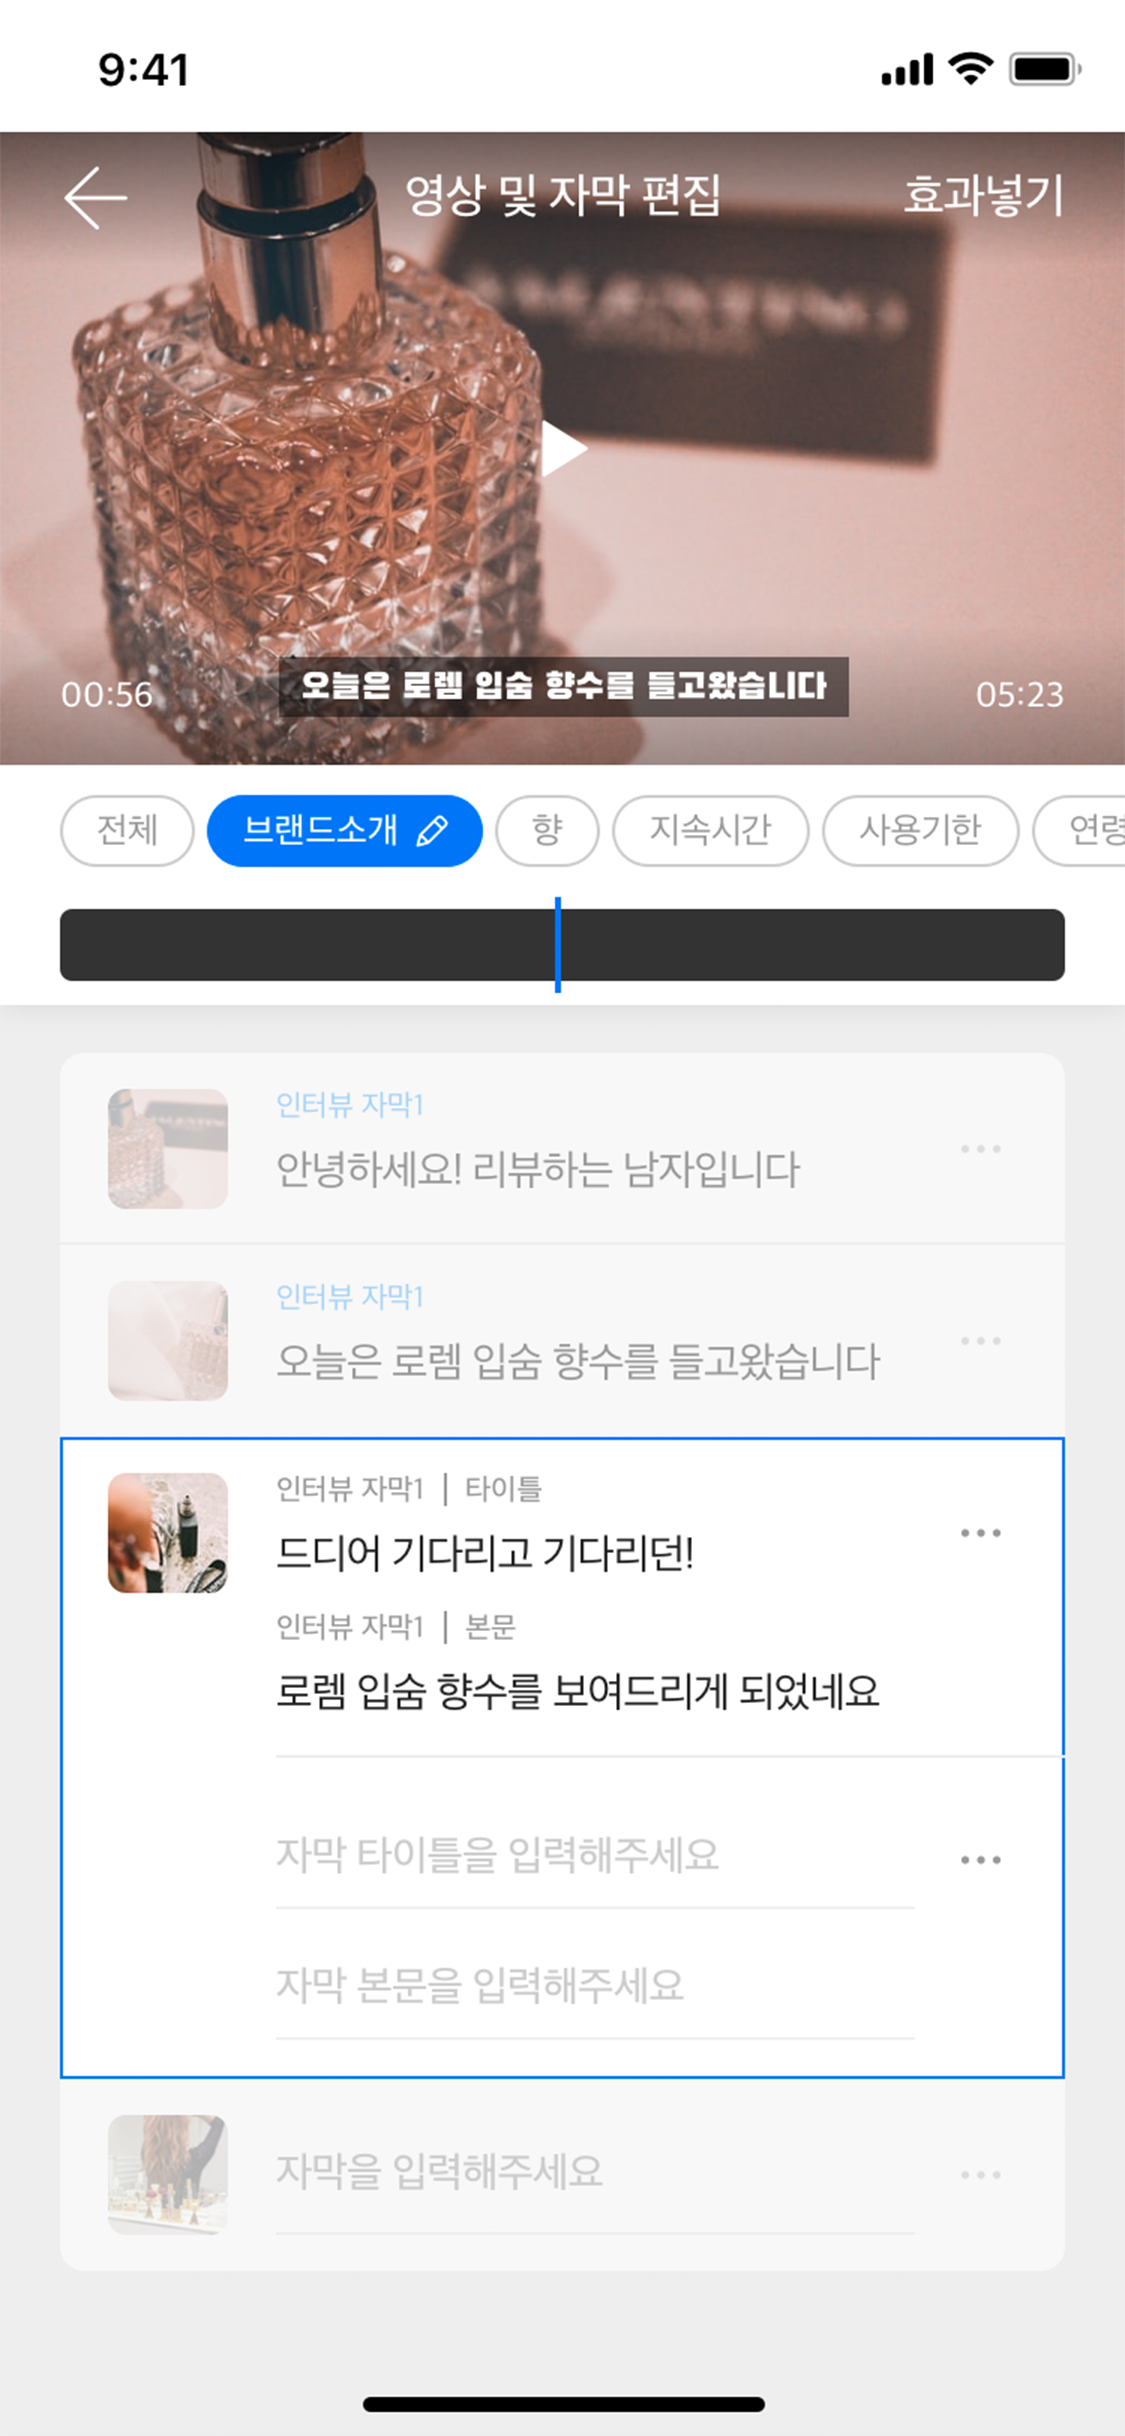 9:41
영상 및 자막 편집
효과넣기
00:56
오늘은 로렘 입숨 향수를 들고왔습니다
05:23
전체
브랜드소개
향
지속시간
사용기한
연령
인터뷰 자막1
안녕하세요! 리뷰하는 남자입니다
인터뷰 자막1
오늘은 로렘 입숨 향수를 들고왔습니다
인터뷰 자막1 | 타이틀
드디어 기다리고 기다리던!
인터뷰 자막1 | 본문
로렘 입숨 향수를 보여드리게 되었네요
자막 타이틀을 입력해주세요
자막 본문을 입력해주세요
자막을 입력해주세요